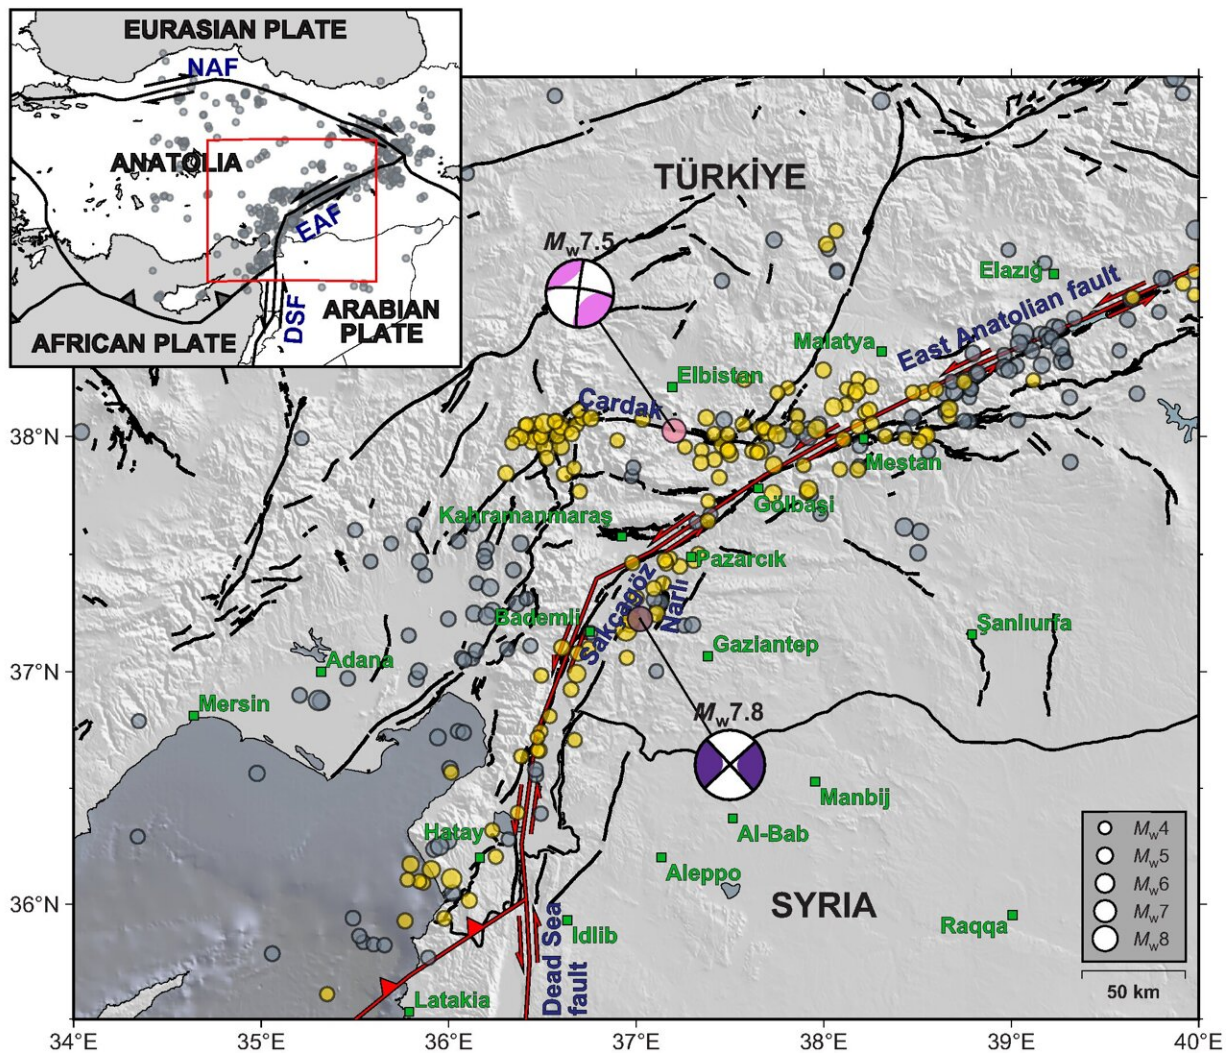 EURASIAN PLATE
NAF
ANATOLIA
EAF
DSF
ARABIAN
PLATE
AFRICAN PLATE
TÜRKİYE
Mw7.5
Elazığ
East Anatolian fault
Malatya
Elbistan
Çardak
Mestan
Gölbaşi
Kahramanmaraş
Pazarcık
Sakçagöz
Narlı
Bademli
Gaziantep
Şanlıurfa
Adana
Mersin
Mw7.8
Manbij
Al-Bab
Hatay
Aleppo
SYRIA
Raqqa
Idlib
Dead Sea
fault
Latakia
Mw4
Mw5
Mw6
Mw7
Mw8
50 km
38°N
37°N
36°N
34°E
35°E
36°E
37°E
38°E
39°E
40°E